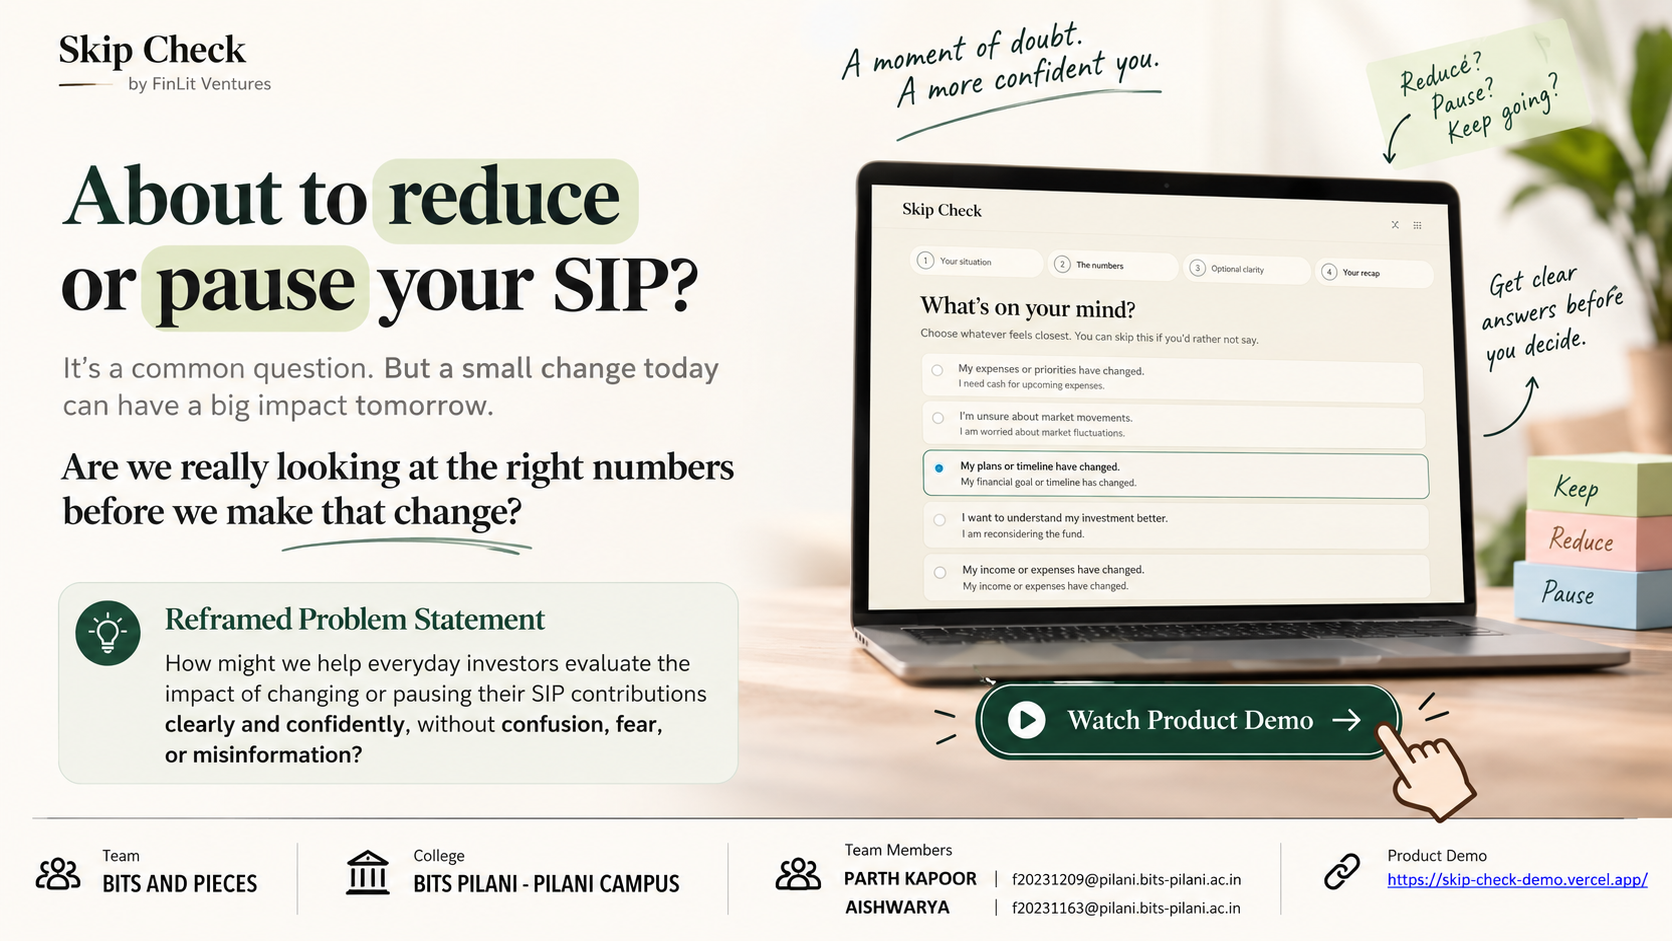 Skip Check
by FinLit Ventures
About to reduce
or pause your SIP?
It's a common question. But a small change today
can have a big impact tomorrow.
Are we really looking at the right numbers
before we make that change?
Reframed Problem Statement
How might we help everyday investors evaluate the
impact of changing or pausing their SIP contributions
clearly and confidently, without confusion, fear,
or misinformation?
A moment of doubt.
A more confident you.
Reduce?
Pause?
Keep going?
Skip Check
1 Your situation
2 The numbers
3 Optional clarity
4 Your recap
What's on your mind?
Choose whatever feels closest. You can skip this if you'd rather not say.
My expenses or priorities have changed.
I need cash for upcoming expenses.
I'm unsure about market movements.
I am worried about market fluctuations.
My plans or timeline have changed.
My financial goal or timeline has changed.
I want to understand my investment better.
I am reconsidering the fund.
My income or expenses have changed.
My income or expenses have changed.
Get clear
answers before
you decide.
Keep
Reduce
Pause
Watch Product Demo →
Team
BITS AND PIECES
College
BITS PILANI - PILANI CAMPUS
Team Members
PARTH KAPOOR | f20231209@pilani.bits-pilani.ac.in
AISHWARYA | f20231163@pilani.bits-pilani.ac.in
Product Demo
https://skip-check-demo.vercel.app/